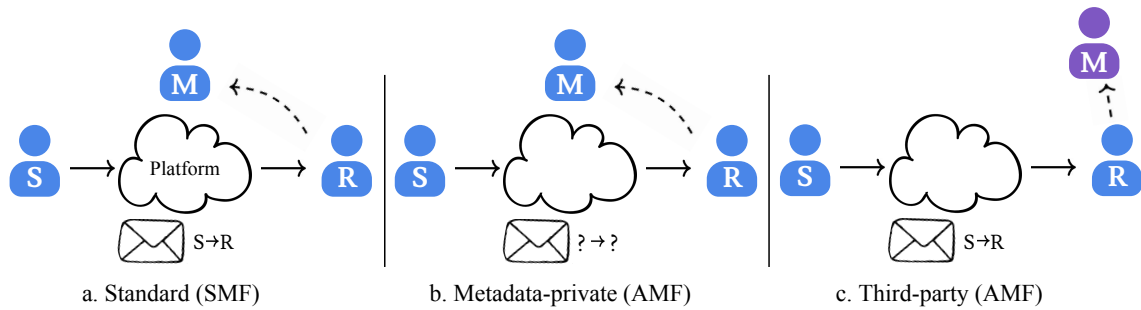 M
S
Platform
R
S→R
a. Standard (SMF)
M
S
R
? → ?
b. Metadata-private (AMF)
M
S
R
S→R
c. Third-party (AMF)